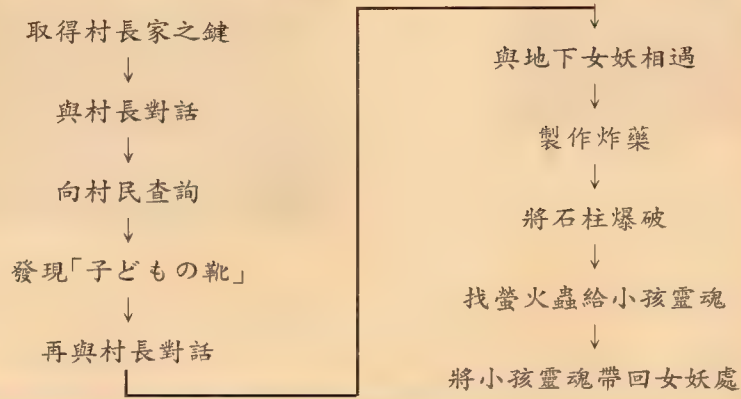 取得村長家之鍵
與村長對話
向村民查詢
發現「子どもの靴」
再與村長對話
與地下女妖相遇
製作炸藥
將石柱爆破
找螢火蟲給小孩靈魂
將小孩靈魂帶回女妖處